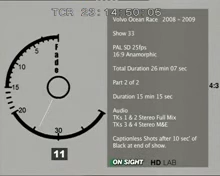 TCR 23:14:50:06
Volvo Ocean Race 2008 - 2009
Show 33
PAL SD 25fps
16:9 Anamorphic
Total Duration 26 min 07 sec
Part 2 of 2
Duration 15 min 15 sec
Audio
TKs 1 & 2 Stereo Full Mix
TKs 3 & 4 Stereo M&E
Captionless Shots after 10 sec' of
Black at end of show.
Fade
0
5
10
15
20
30
11
4:3
ON SIGHT
HD LAB